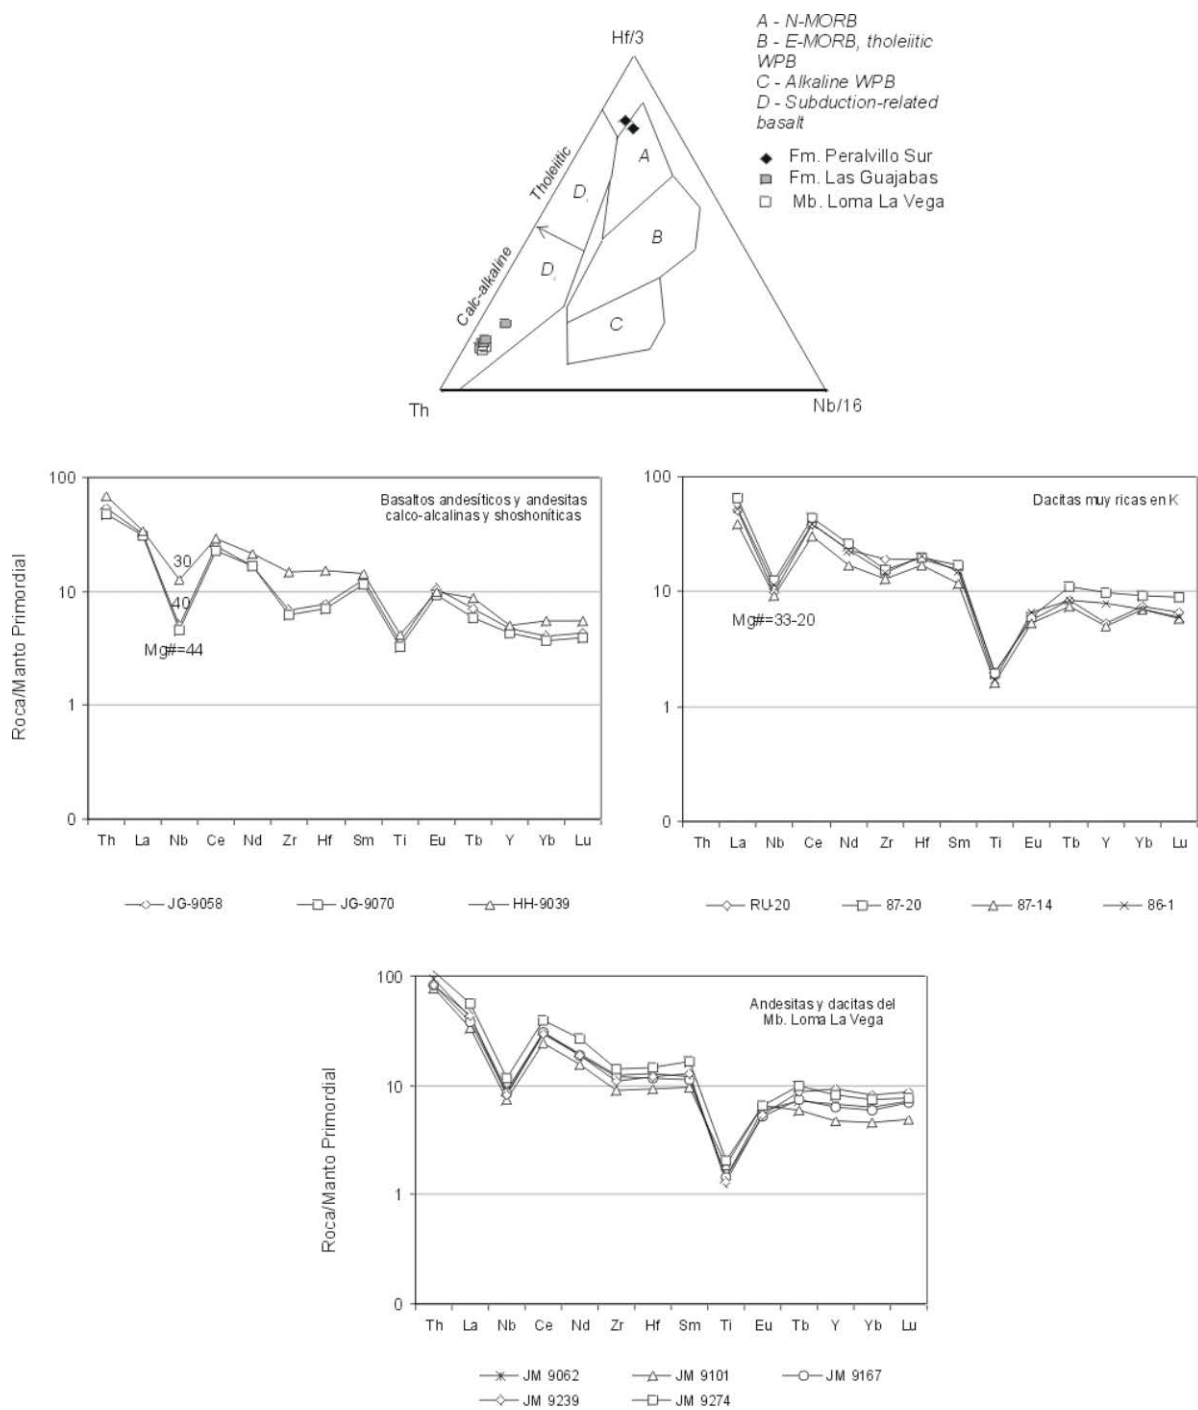 Hf/3
A - N-MORB
B - E-MORB, tholeiitic
WPB
C - Alkaline WPB
D - Subduction-related
basalt
Fm. Peralvillo Sur
Fm. Las Guajabas
Mb. Loma La Vega
Tholeiitic
Calc-alkaline
A
D
B
D
C
Th
Nb/16
Roca/Manto Primordial
100
10
1
0
Basaltos andesíticos y andesitas
calco-alcalinas y shoshoníticas
30
40
Mg#=44
Th La Nb Ce Nd Zr Hf Sm Ti Eu Tb Y Yb Lu
JG-9058 JG-9070 HH-9039
100
10
1
0
Dacitas muy ricas en K
Mg#=33-20
Th La Nb Ce Nd Zr Hf Sm Ti Eu Tb Y Yb Lu
RU-20 87-20 87-14 86-1
Roca/Manto Primordial
100
10
1
0
Andesitas y dacitas del
Mb. Loma La Vega
Th La Nb Ce Nd Zr Hf Sm Ti Eu Tb Y Yb Lu
JM 9062 JM 9101 JM 9167
JM 9239 JM 9274